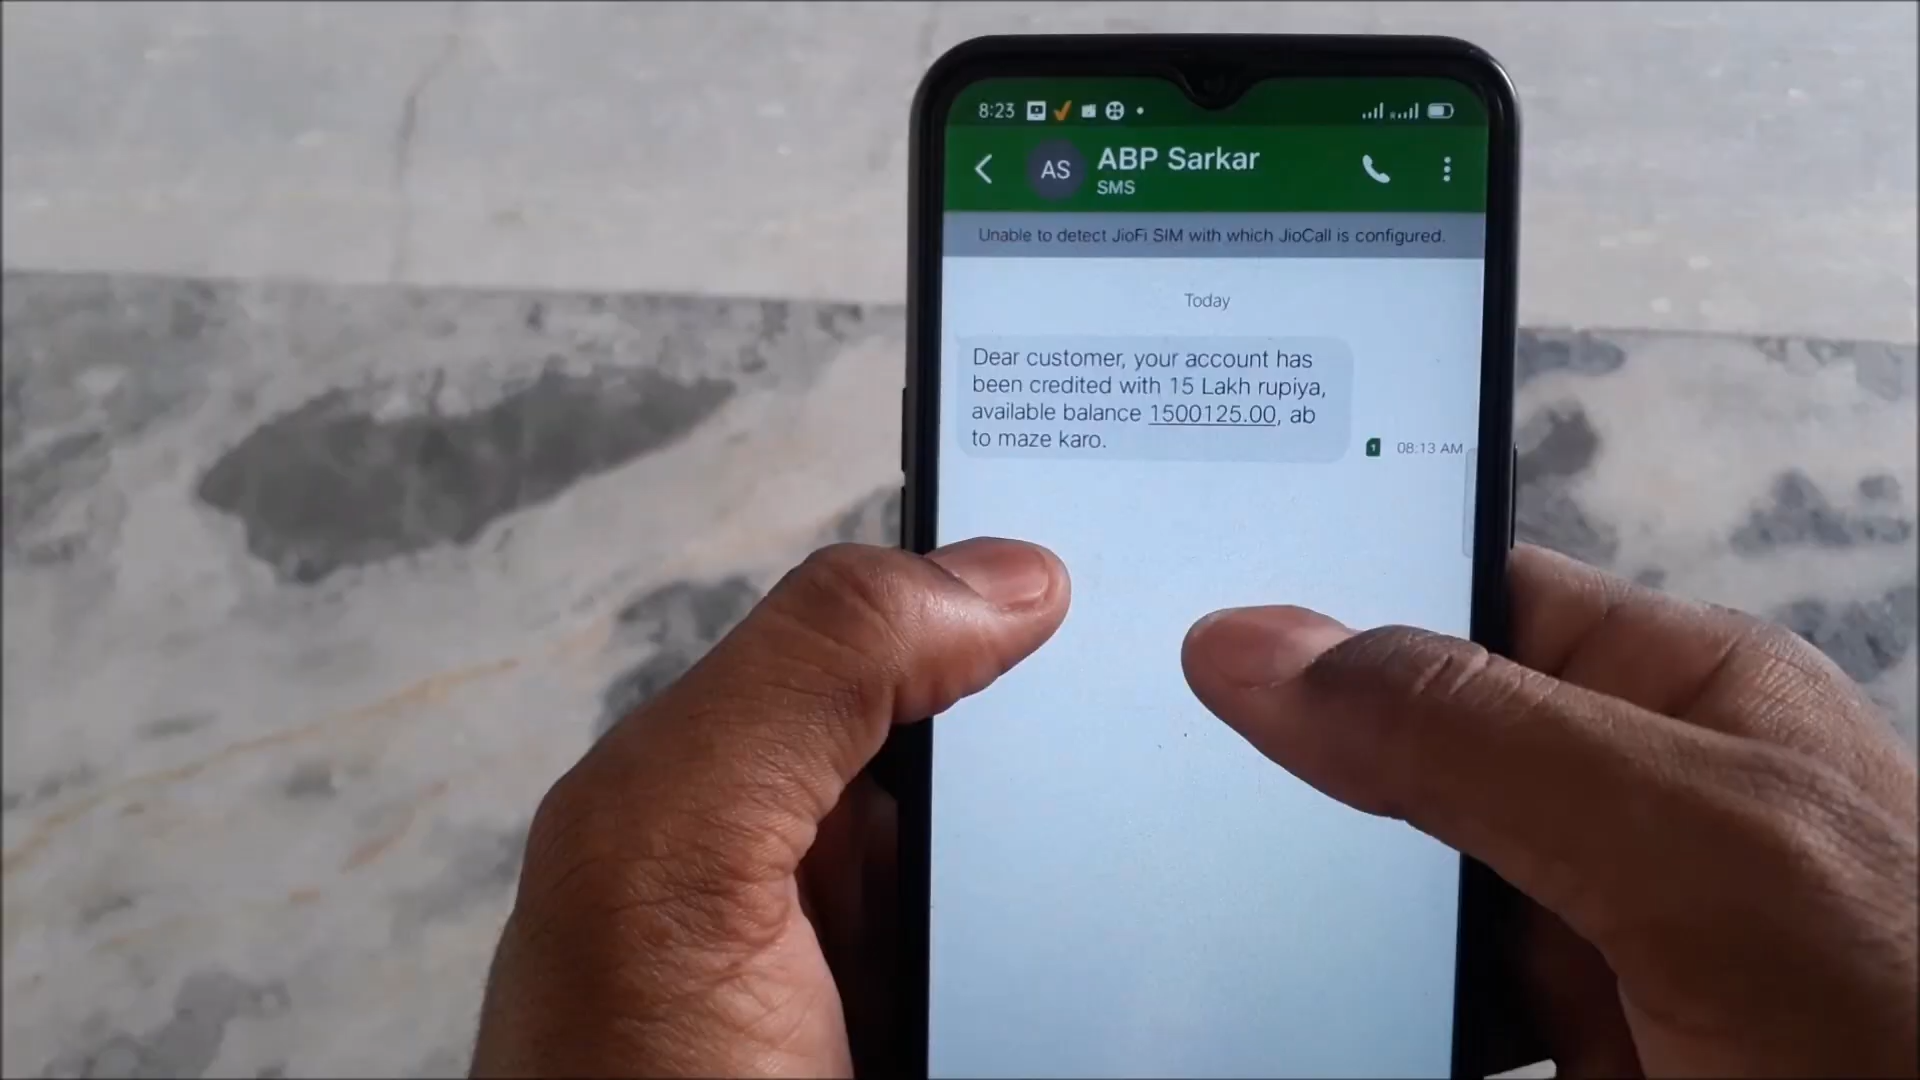 8:23
AS
ABP Sarkar
SMS
Unable to detect JioFi SIM with which JioCall is configured.
Today
Dear customer, your account has
been credited with 15 Lakh rupiya,
available balance 1500125.00, ab
to maze karo.
1 08:13 AM